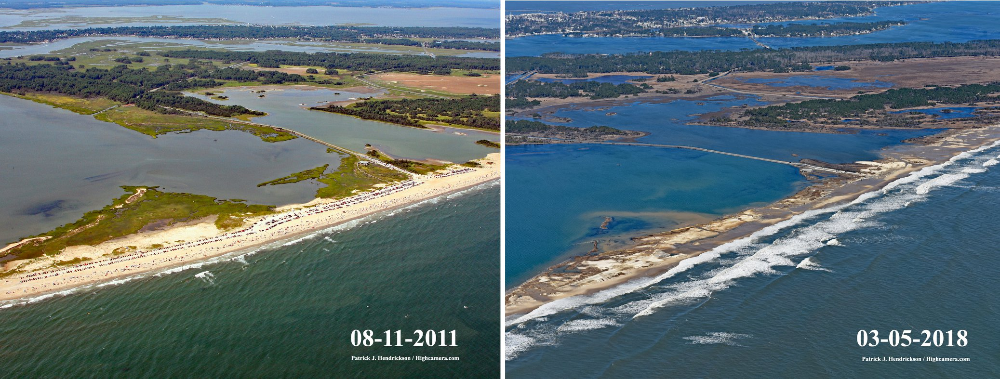 08-11-2011
Patrick J. Hendrickson / Highcamera.com
03-05-2018
Patrick J. Hendrickson / Highcamera.com